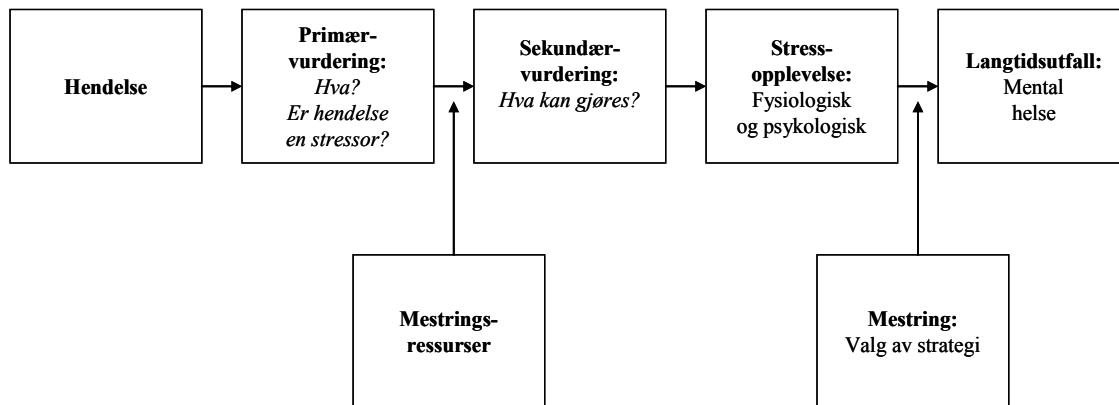 Hendelse
Primær-
vurdering:
Hva?
Er hendelse
en stressor?
Sekundær-
vurdering:
Hva kan gjøres?
Stress-
opplevelse:
Fysiologisk
og psykologisk
Langtidsutfall:
Mental
helse
Mestrings-
ressurser
Mestring:
Valg av strategi